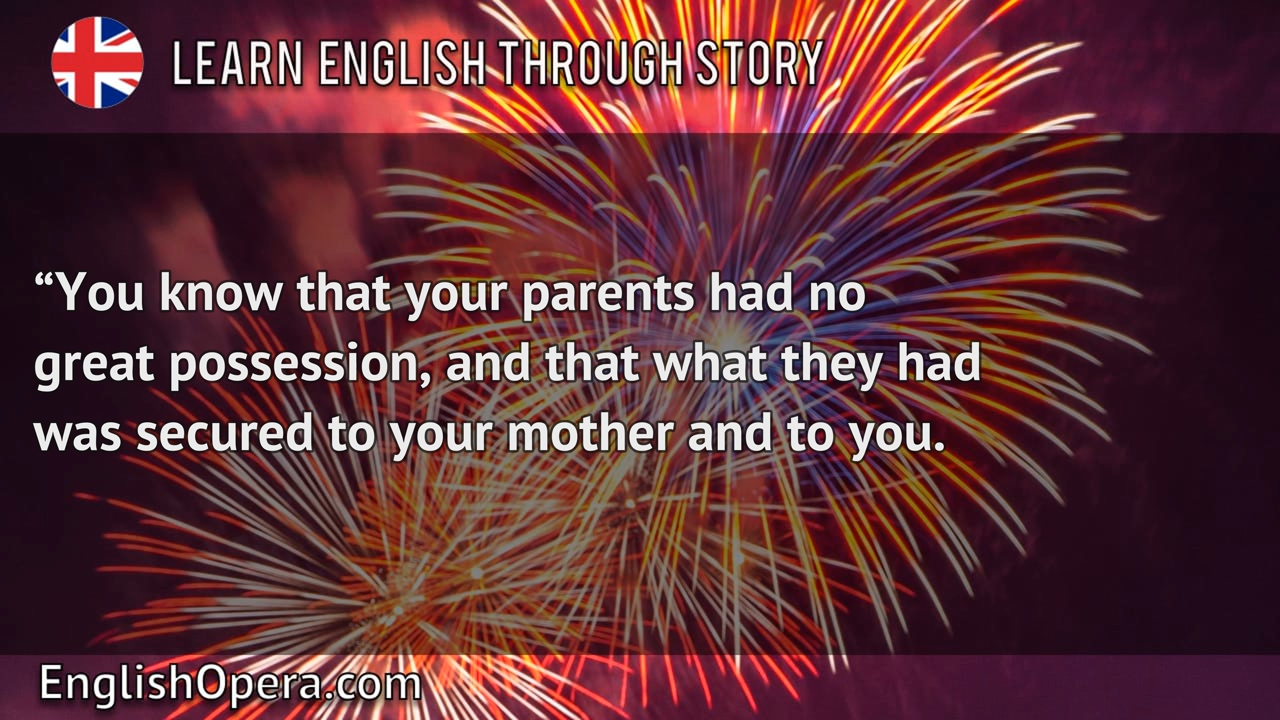 LEARN ENGLISH THROUGH STORY
“You know that your parents had no
great possession, and that what they had
was secured to your mother and to you.
EnglishOpera.com